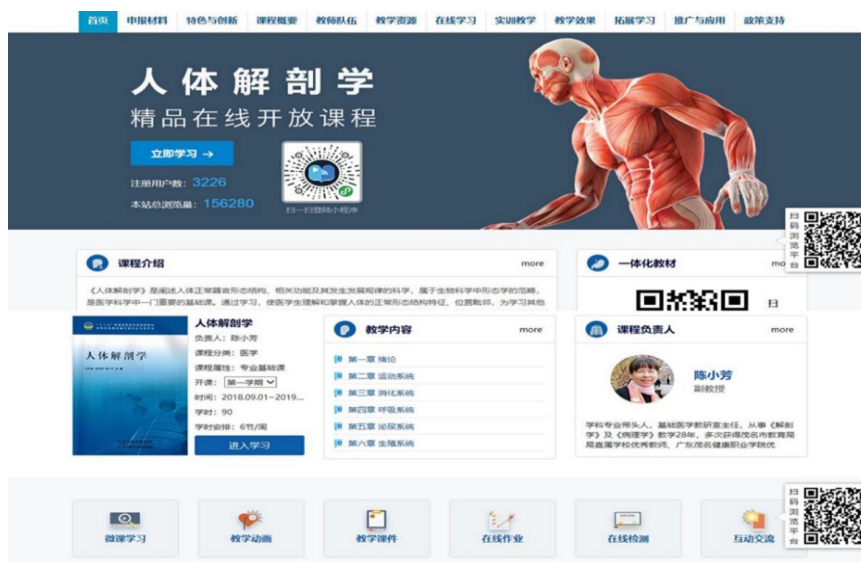 首页 申报材料 特色与创新 课程概要 教师队伍 教学资源 在线学习 实训教学 教学效果 拓展学习 推广与应用 政策支持
人体解剖学
精品在线开放课程
立即学习 →
注册用户数: 3226
本站总浏览量: 156280
扫一扫登陆小程序
扫码浏览平台
课程介绍 more
《人体解剖学》是阐述人体正常器官形态结构、相关功能及其发生发展规律的科学，属于生物科学中形态学的范畴，
是医学科学中一门重要的基础课。通过学习，使医学生理解和掌握人体的正常形态结构特征、位置毗邻，为学习其他
一体化教材 mo
扫
人体解剖学
人体解剖学
负责人: 陈小芳
课程分类: 医学
课程属性: 专业基础课
开课: 第一学期
时间: 2018.09.01~2019...
学时: 90
学时安排: 6节/周
进入学习
教学内容 more
第一章 绪论
第二章 运动系统
第三章 消化系统
第四章 呼吸系统
第五章 泌尿系统
第六章 生殖系统
课程负责人 more
陈小芳
副教授
学科专业带头人，基础医学教研室主任，从事《解剖
学》及《病理学》教学28年，多次获得茂名市教育局
局直属学校优秀教师、广东茂名健康职业学院优
扫码浏览平台
微课学习 教学动画 教学课件 在线作业 在线检测 互动交流